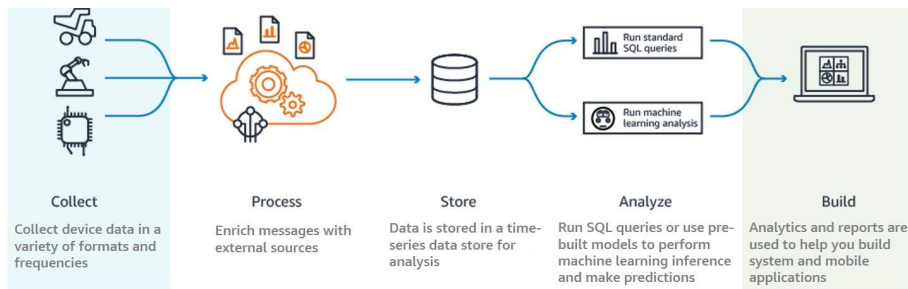 Run standard
SQL queries
Run machine
learning analysis
Collect
Collect device data in a
variety of formats and
frequencies
Process
Enrich messages with
external sources
Store
Data is stored in a time-
series data store for
analysis
Analyze
Run SQL queries or use pre-
built models to perform
machine learning inference
and make predictions
Build
Analytics and reports are
used to help you build
system and mobile
applications